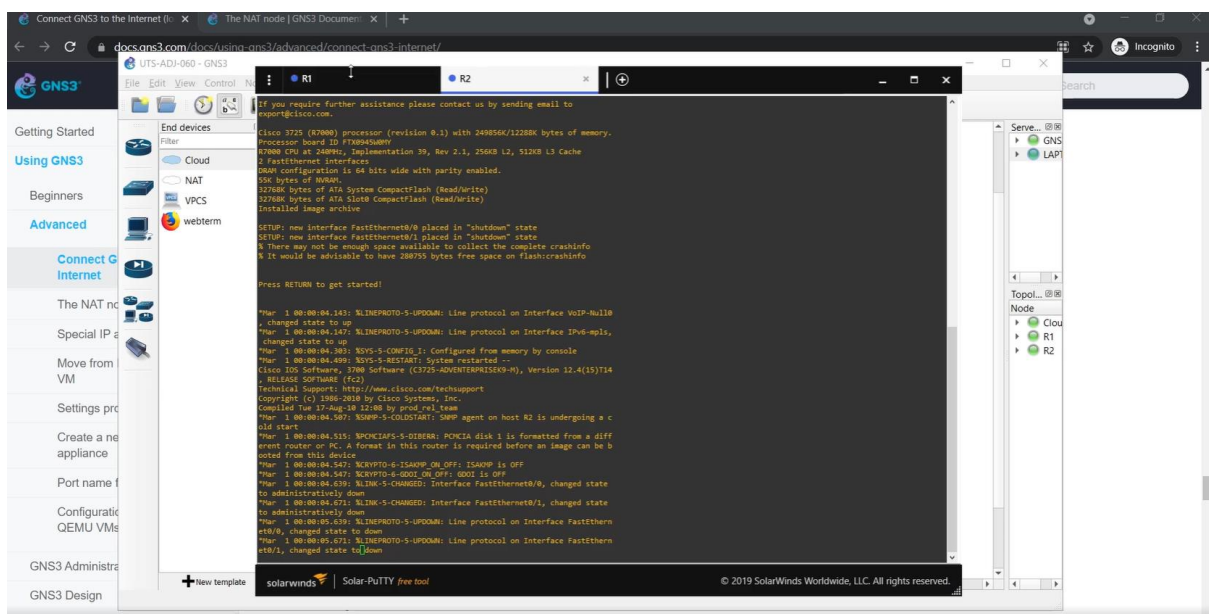 Connect GNS3 to the Internet (lo
The NAT node | GNS3 Document
docs.gns3.com/docs/using-gns3/advanced/connect-gns3-internet/
Incognito
GNS3
Search
Getting Started
Using GNS3
Beginners
Advanced
Connect G
Internet
The NAT no
Special IP a
Move from
VM
Settings pro
Create a ne
appliance
Port name f
Configuratio
QEMU VMs
GNS3 Administra
GNS3 Design
UTS-ADJ-060 - GNS3
File Edit View Control No
End devices
Filter
Cloud
NAT
VPCS
webterm
New template
R1
R2
If you require further assistance please contact us by sending email to
export@cisco.com.
Cisco 3725 (R7000) processor (revision 0.1) with 249856K/12288K bytes of memory.
Processor board ID FTX0945W0MY
R7000 CPU at 240MHz, Implementation 39, Rev 2.1, 256KB L2, 512KB L3 Cache
2 FastEthernet interfaces
DRAM configuration is 64 bits wide with parity enabled.
55K bytes of NVRAM.
32768K bytes of ATA System CompactFlash (Read/Write)
32768K bytes of ATA Slot0 CompactFlash (Read/Write)
Installed image archive
SETUP: new interface FastEthernet0/0 placed in "shutdown" state
SETUP: new interface FastEthernet0/1 placed in "shutdown" state
% There may not be enough space available to collect the complete crashinfo
% It would be advisable to have 280755 bytes free space on flash:crashinfo
Press RETURN to get started!
*Mar 1 00:00:04.143: %LINEPROTO-5-UPDOWN: Line protocol on Interface VoIP-Null0
, changed state to up
*Mar 1 00:00:04.147: %LINEPROTO-5-UPDOWN: Line protocol on Interface IPv6-mpls,
changed state to up
*Mar 1 00:00:04.303: %SYS-5-CONFIG_I: Configured from memory by console
*Mar 1 00:00:04.499: %SYS-5-RESTART: System restarted --
Cisco IOS Software, 3700 Software (C3725-ADVENTERPRISEK9-M), Version 12.4(15)T14
, RELEASE SOFTWARE (fc2)
Technical Support: http://www.cisco.com/techsupport
Copyright (c) 1986-2010 by Cisco Systems, Inc.
Compiled Tue 17-Aug-10 12:08 by prod_rel_team
*Mar 1 00:00:04.507: %SNMP-5-COLDSTART: SNMP agent on host R2 is undergoing a c
old start
*Mar 1 00:00:04.515: %PCMCIAFS-5-DIBERR: PCMCIA disk 1 is formatted from a diff
erent router or PC. A format in this router is required before an image can be b
ooted from this device
*Mar 1 00:00:04.547: %CRYPTO-6-ISAKMP_ON_OFF: ISAKMP is OFF
*Mar 1 00:00:04.547: %CRYPTO-6-GDOI_ON_OFF: GDOI is OFF
*Mar 1 00:00:04.639: %LINK-5-CHANGED: Interface FastEthernet0/0, changed state
to administratively down
*Mar 1 00:00:04.671: %LINK-5-CHANGED: Interface FastEthernet0/1, changed state
to administratively down
*Mar 1 00:00:05.639: %LINEPROTO-5-UPDOWN: Line protocol on Interface FastEthern
et0/0, changed state to down
*Mar 1 00:00:05.671: %LINEPROTO-5-UPDOWN: Line protocol on Interface FastEthern
et0/1, changed state to down
solarwinds
Solar-PuTTY free tool
© 2019 SolarWinds Worldwide, LLC. All rights reserved.
Serve...
GNS
LAPT
Topol...
Node
Clou
R1
R2